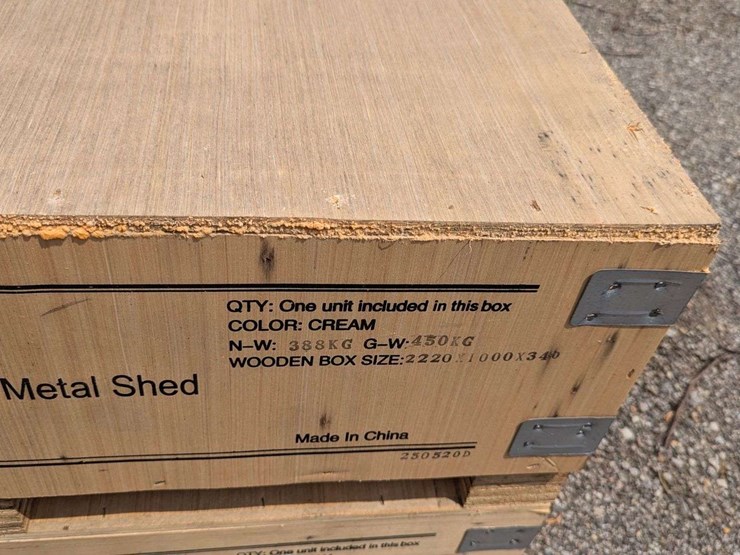 QTY: One unit included in this box
COLOR: CREAM
N-W: 388KG G-W: 450KG
WOODEN BOX SIZE: 2220X1000X340
Metal Shed
Made In China
250520D
QTY: One unit included in this box